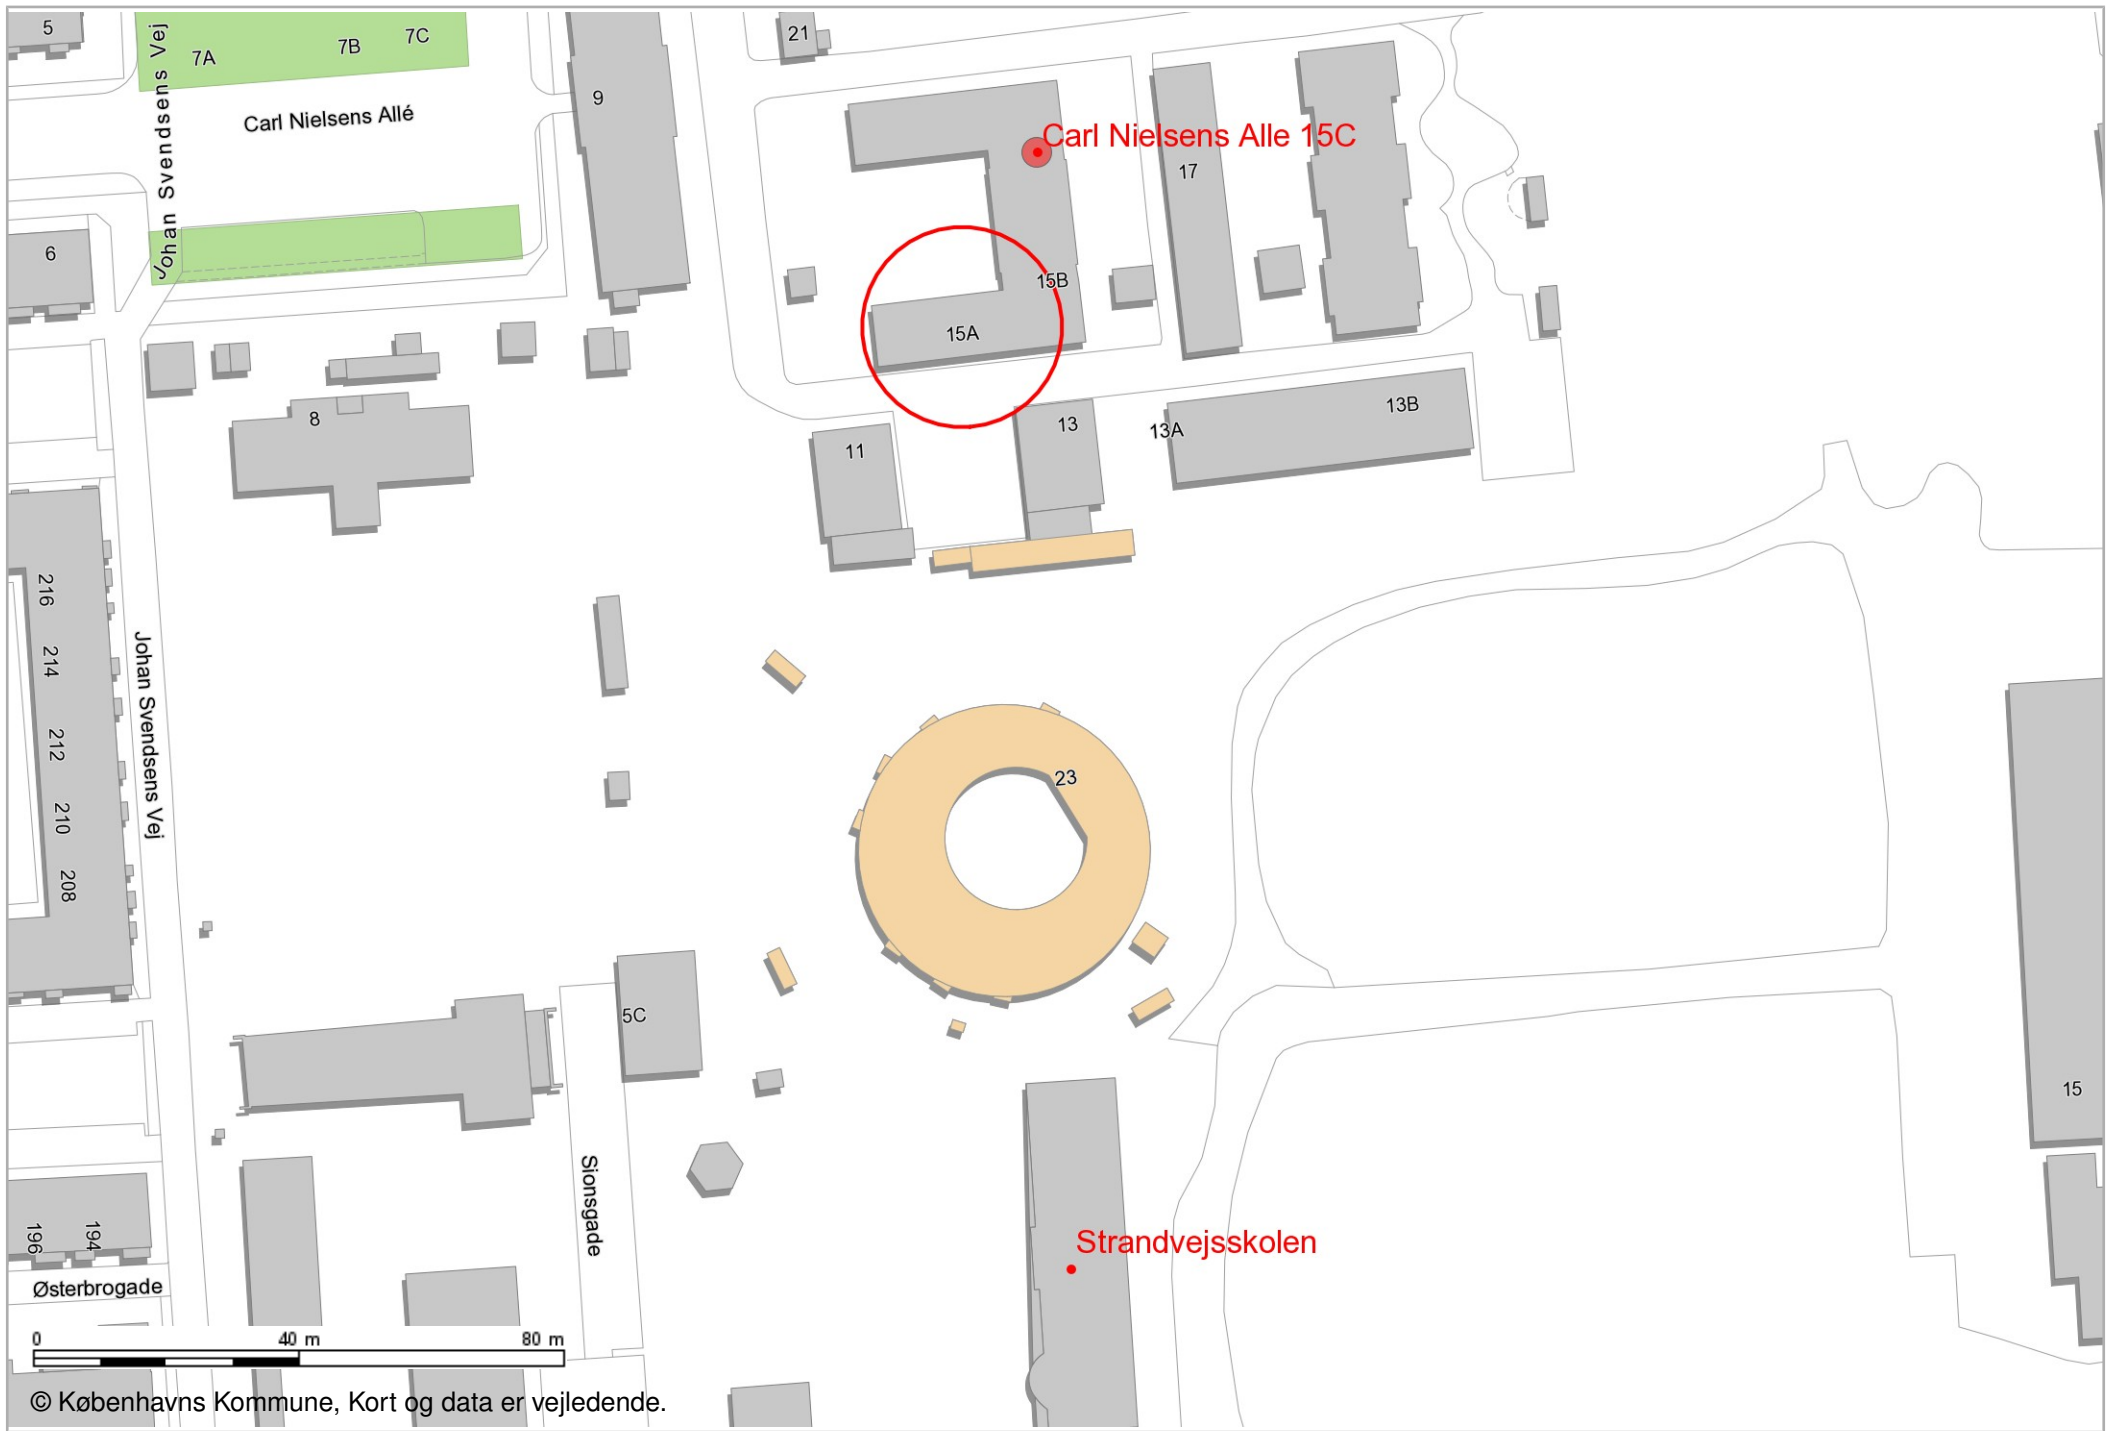 5
7A
7B
7C
21
Johan Svendsens Vej
Carl Nielsens Allé
9
Carl Nielsens Alle 15C
17
6
15B
15A
8
11
13
13A
13B
216
214
212
210
208
Johan Svendsens Vej
23
5C
15
Sionsgade
196
194
Strandvejsskolen
Østerbrogade
0 40 m 80 m
© Københavns Kommune, Kort og data er vejledende.